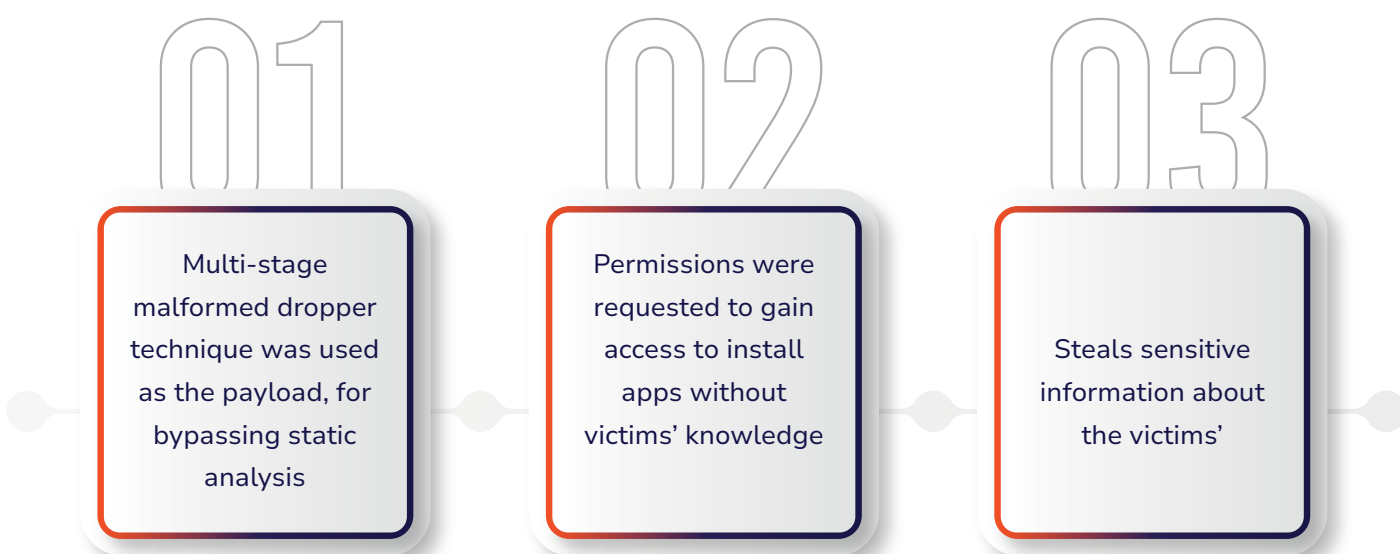 01
Multi-stage
malformed dropper
technique was used
as the payload, for
bypassing static
analysis
02
Permissions were
requested to gain
access to install
apps without
victims’ knowledge
03
Steals sensitive
information about
the victims’